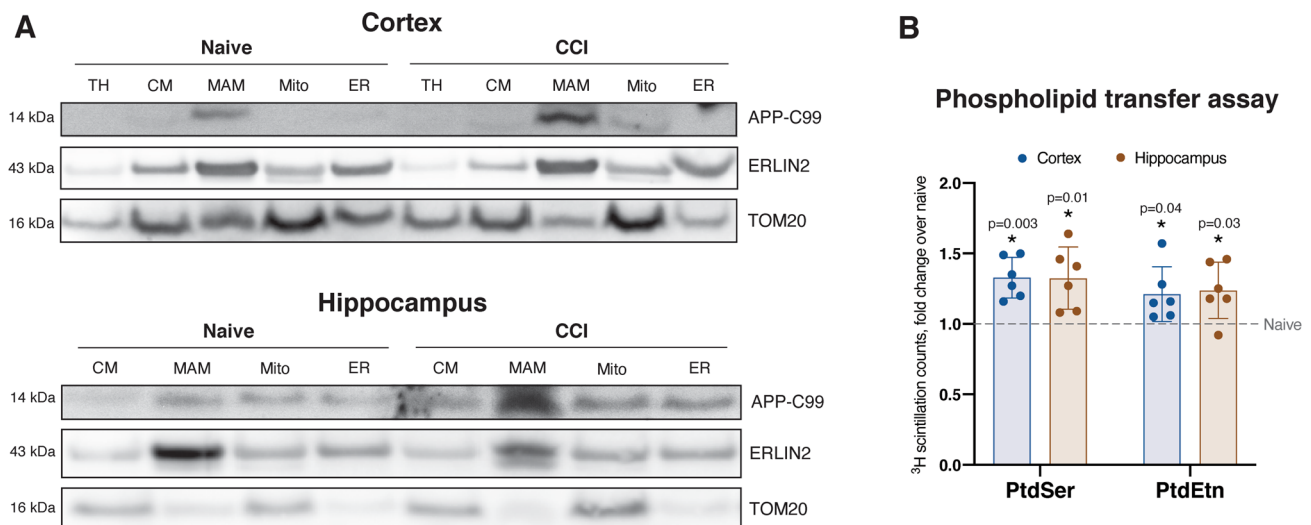 A
Cortex
Naive CCI
TH CM MAM Mito ER TH CM MAM Mito ER
14 kDa APP-C99
43 kDa ERLIN2
16 kDa TOM20
Hippocampus
Naive CCI
CM MAM Mito ER CM MAM Mito ER
14 kDa APP-C99
43 kDa ERLIN2
16 kDa TOM20
B
Phospholipid transfer assay
Cortex Hippocampus
³H scintillation counts, fold change over naive
2.0
1.5
1.0
0.5
0.0
p=0.003 * p=0.01 * p=0.04 * p=0.03 *
Naive
PtdSer PtdEtn